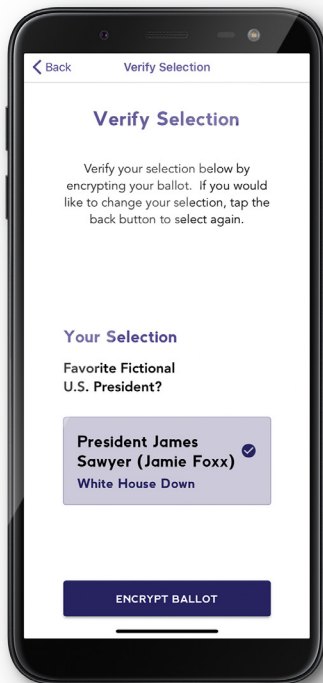 Back
Verify Selection
Verify Selection
Verify your selection below by
encrypting your ballot. If you would
like to change your selection, tap the
back button to select again.
Your Selection
Favorite Fictional
U.S. President?
President James
Sawyer (Jamie Foxx)
White House Down
ENCRYPT BALLOT